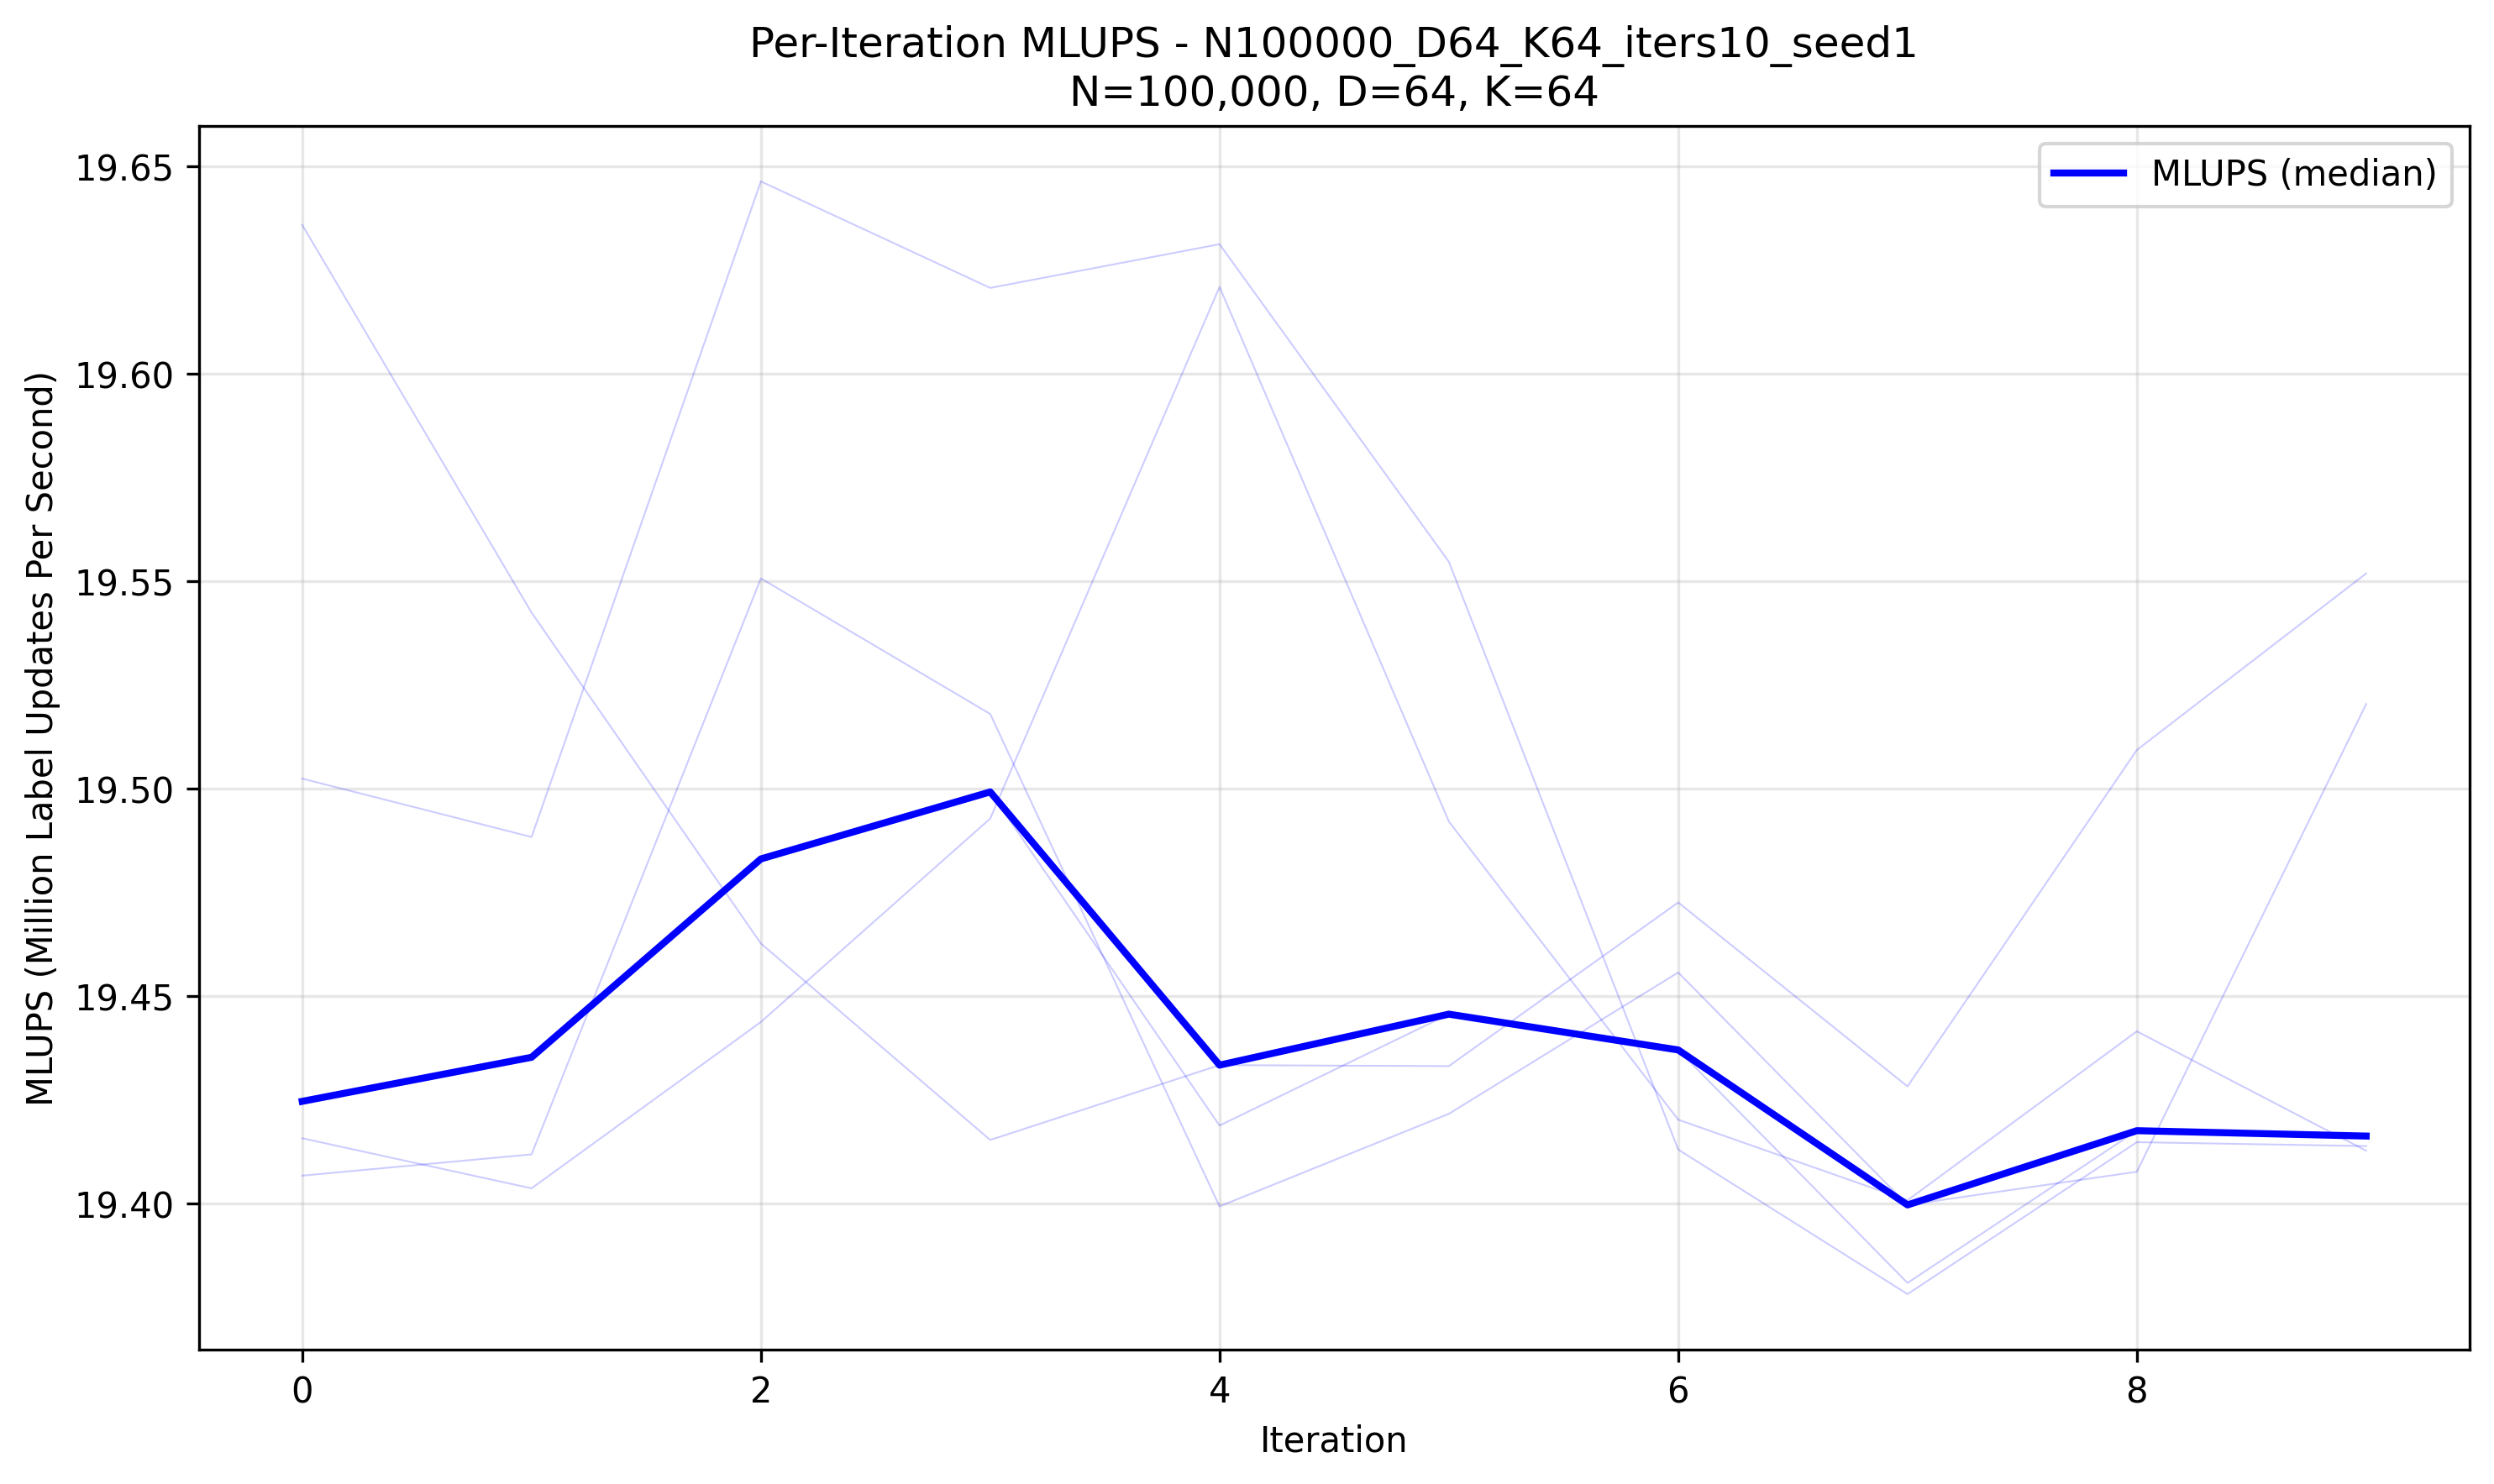 Per-Iteration MLUPS - N100000_D64_K64_iters10_seed1
N=100,000, D=64, K=64
MLUPS (median)
MLUPS (Million Label Updates Per Second)
19.65
19.60
19.55
19.50
19.45
19.40
0
2
4
6
8
Iteration